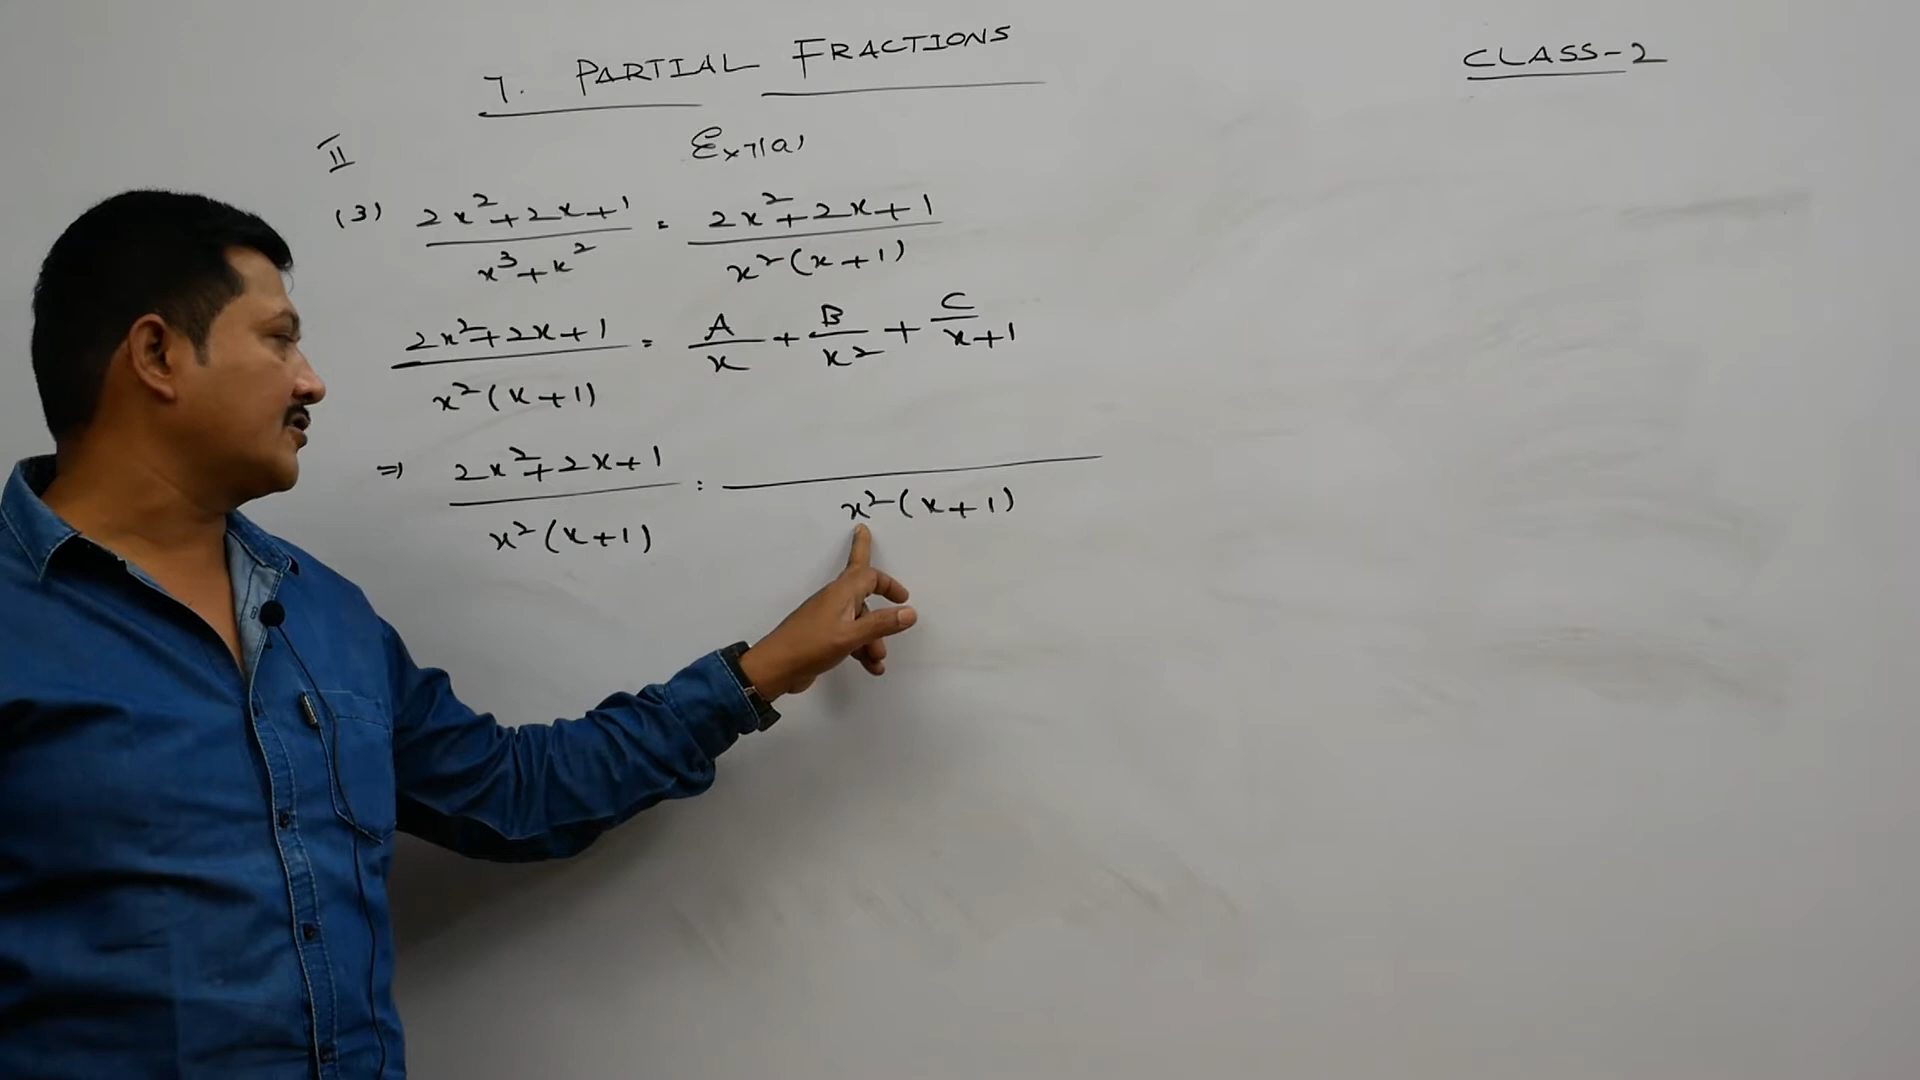 7. PARTIAL FRACTIONS
CLASS-2
Ex 7(a)
II
(3) (2x²+2x+1)/(x³+x²) = (2x²+2x+1)/(x²(x+1))
(2x²+2x+1)/(x²(x+1)) = A/x + B/x² + C/(x+1)
⇒ (2x²+2x+1)/(x²(x+1)) = /(x²(x+1))